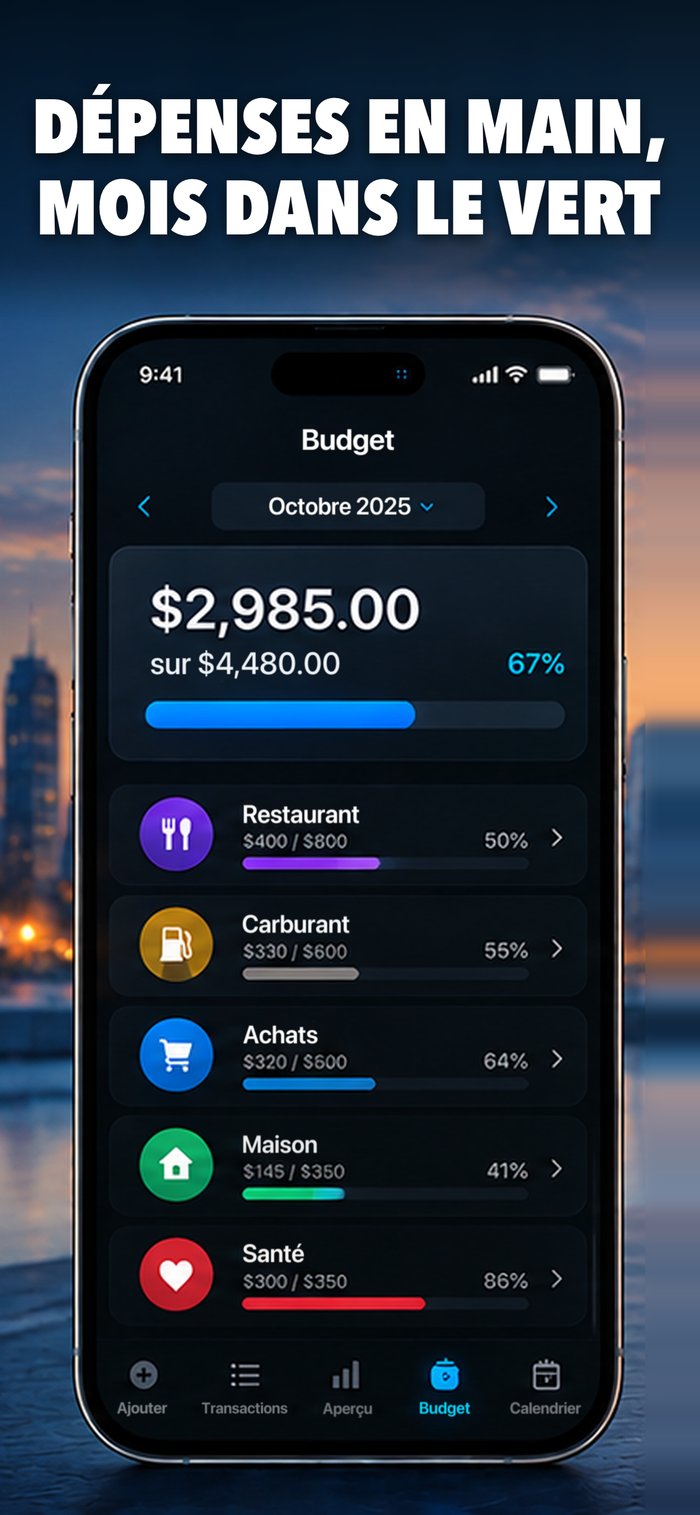 DÉPENSES EN MAIN,
MOIS DANS LE VERT
9:41
Budget
Octobre 2025
$2,985.00
sur $4,480.00
67%
Restaurant
$400 / $800
50%
Carburant
$330 / $600
55%
Achats
$320 / $600
64%
Maison
$145 / $350
41%
Santé
$300 / $350
86%
Ajouter
Transactions
Aperçu
Budget
Calendrier